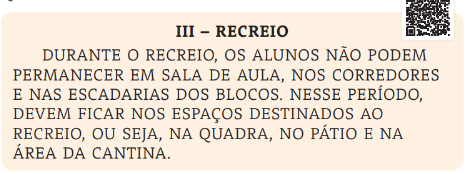 III – RECREIO
DURANTE O RECREIO, OS ALUNOS NÃO PODEM
PERMANECER EM SALA DE AULA, NOS CORREDORES
E NAS ESCADARIAS DOS BLOCOS. NESSE PERÍODO,
DEVEM FICAR NOS ESPAÇOS DESTINADOS AO
RECREIO, OU SEJA, NA QUADRA, NO PÁTIO E NA
ÁREA DA CANTINA.